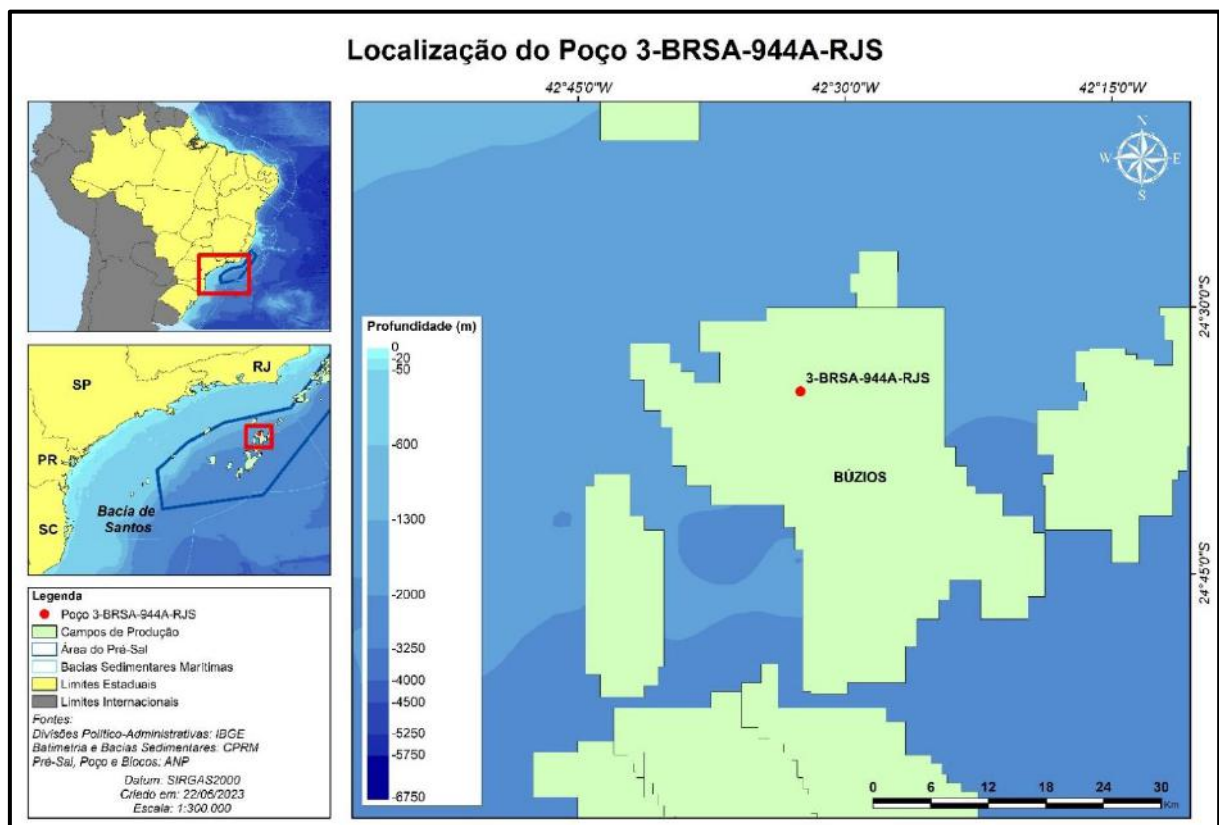 Localização do Poço 3-BRSA-944A-RJS
42°45'0"W
42°30'0"W
42°15'0"W
N
W
E
S
24°30'0"S
24°45'0"S
3-BRSA-944A-RJS
BÚZIOS
Profundidade (m)
0
-20
-50
-600
-1300
-2000
-3250
-4000
-4500
-5250
-5750
-6750
0 6 12 18 24 30
Km
SP
RJ
PR
SC
Bacia de
Santos
Legenda
Poço 3-BRSA-944A-RJS
Campos de Produção
Área do Pré-Sal
Bacias Sedimentares Marítimas
Limites Estaduais
Limites Internacionais
Fontes:
Divisões Político-Administrativas: IBGE
Batimetria e Bacias Sedimentares: CPRM
Pré-Sal, Poço e Blocos: ANP
Datum: SIRGAS2000
Criado em: 22/06/2023
Escala: 1:300.000